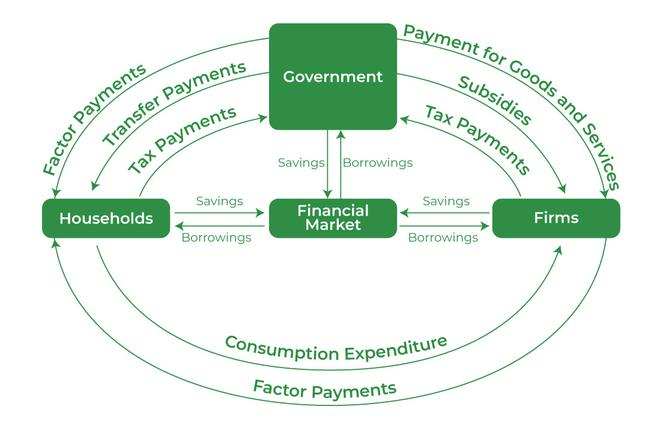 Government
Payment for Goods and Services
Factor Payments
Transfer Payments
Subsidies
Tax Payments
Tax Payments
Savings
Borrowings
Households
Savings
Borrowings
Financial
Market
Savings
Borrowings
Firms
Consumption Expenditure
Factor Payments